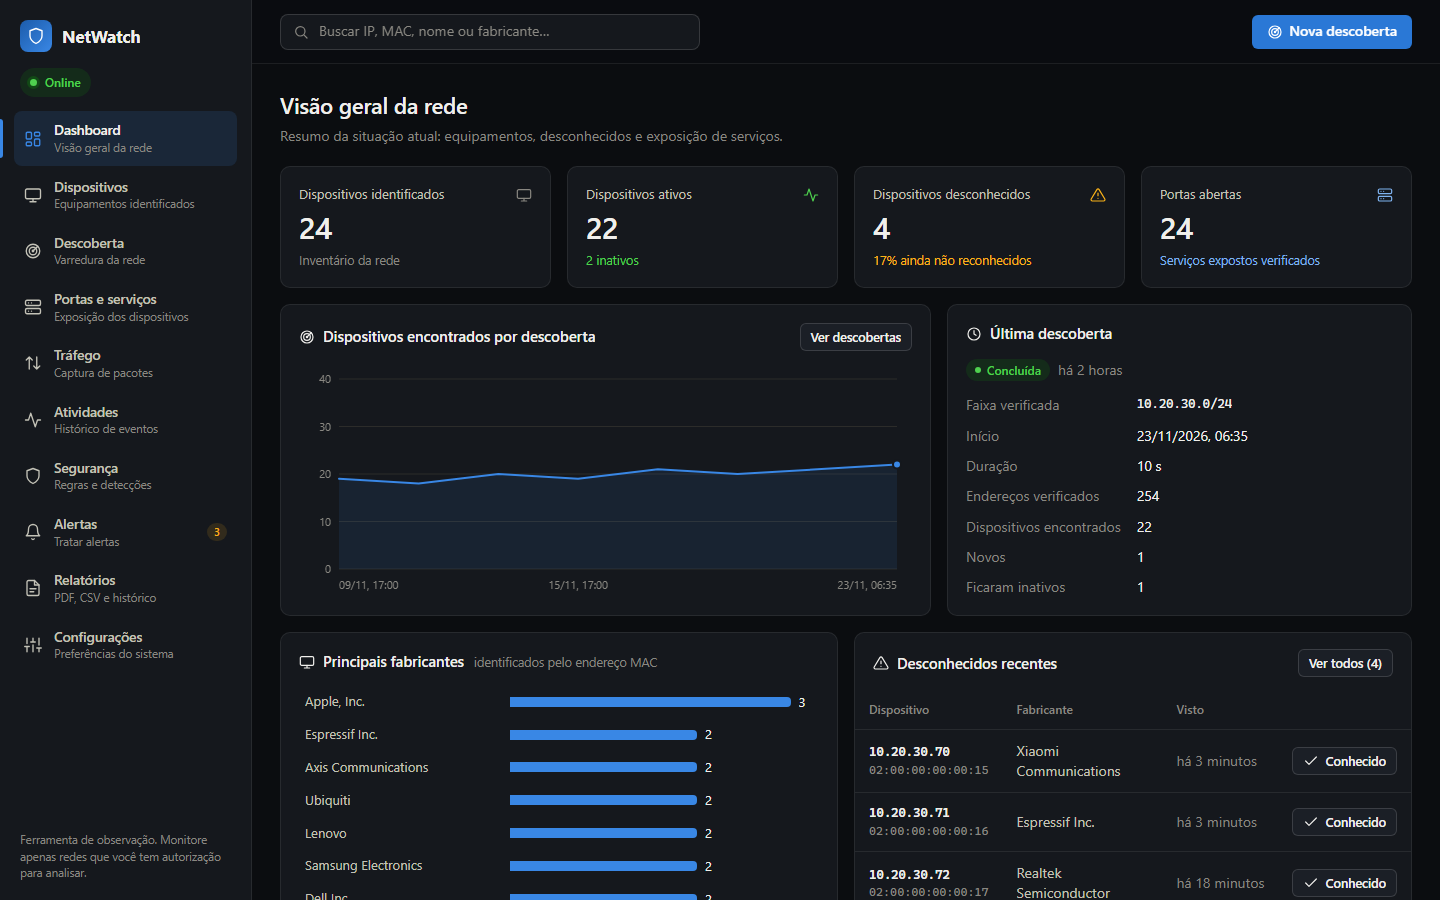 NetWatch
Online
Dashboard
Visão geral da rede
Dispositivos
Equipamentos identificados
Descoberta
Varredura da rede
Portas e serviços
Exposição dos dispositivos
Tráfego
Captura de pacotes
Atividades
Histórico de eventos
Segurança
Regras e detecções
Alertas
Tratar alertas
3
Relatórios
PDF, CSV e histórico
Configurações
Preferências do sistema
Ferramenta de observação. Monitore
apenas redes que você tem autorização
para analisar.
Buscar IP, MAC, nome ou fabricante...
Nova descoberta
Visão geral da rede
Resumo da situação atual: equipamentos, desconhecidos e exposição de serviços.
Dispositivos identificados
24
Inventário da rede
Dispositivos ativos
22
2 inativos
Dispositivos desconhecidos
4
17% ainda não reconhecidos
Portas abertas
24
Serviços expostos verificados
Dispositivos encontrados por descoberta
Ver descobertas
40
30
20
10
0
09/11, 17:00
15/11, 17:00
23/11, 06:35
Última descoberta
Concluída há 2 horas
Faixa verificada 10.20.30.0/24
Início 23/11/2026, 06:35
Duração 10 s
Endereços verificados 254
Dispositivos encontrados 22
Novos 1
Ficaram inativos 1
Principais fabricantes identificados pelo endereço MAC
Apple, Inc. 3
Espressif Inc. 2
Axis Communications 2
Ubiquiti 2
Lenovo 2
Samsung Electronics 2
Dell Inc. 2
Desconhecidos recentes
Ver todos (4)
Dispositivo Fabricante Visto
10.20.30.70
02:00:00:00:00:15
Xiaomi
Communications
há 3 minutos
Conhecido
10.20.30.71
02:00:00:00:00:16
Espressif Inc.
há 3 minutos
Conhecido
10.20.30.72
02:00:00:00:00:17
Realtek
Semiconductor
há 18 minutos
Conhecido